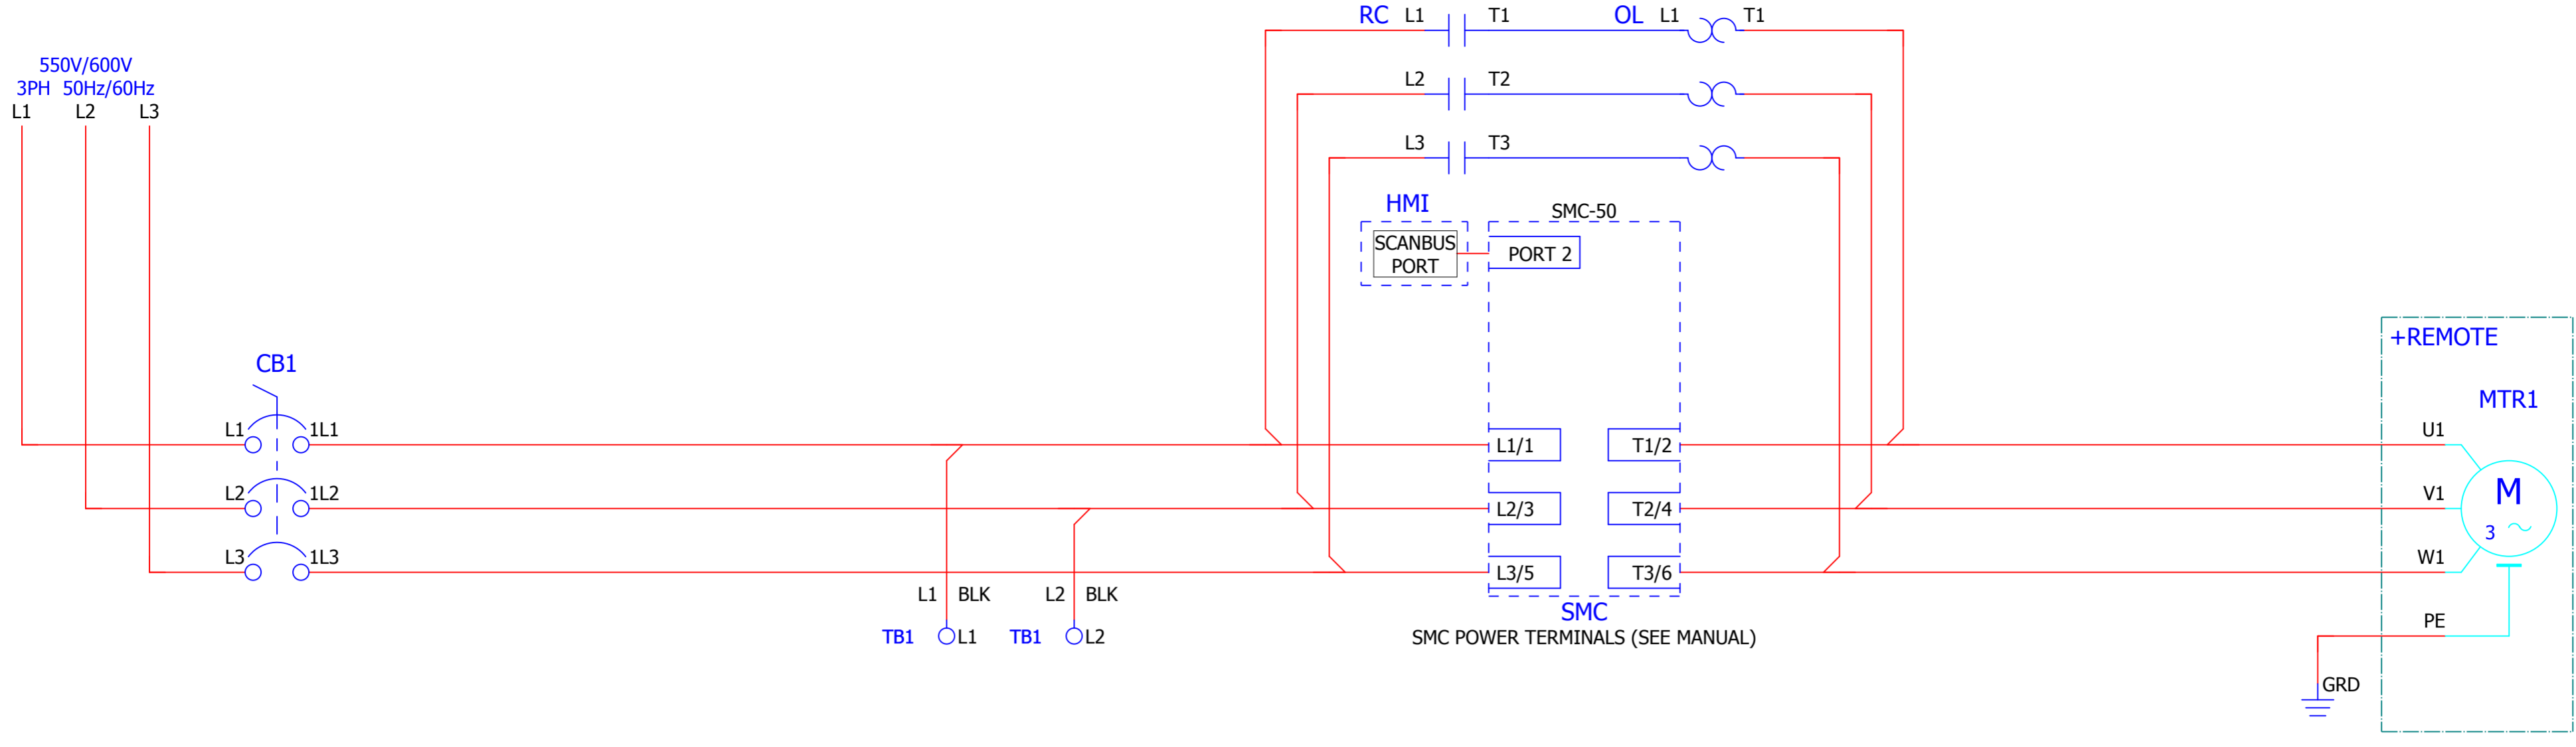 RC L1 T1 OL L1 T1
550V/600V
3PH 50Hz/60Hz
L1 L2 L3
L2 T2
L3 T3
HMI
SMC-50
SCANBUS
PORT
PORT 2
+REMOTE
CB1
MTR1
L1 1L1 L1/1 T1/2 U1
L2 1L2 L2/3 T2/4 V1
M
3
L3 1L3 L3/5 T3/6 W1
L1 BLK L2 BLK
SMC
TB1 L1 TB1 L2
SMC POWER TERMINALS (SEE MANUAL)
PE
GRD